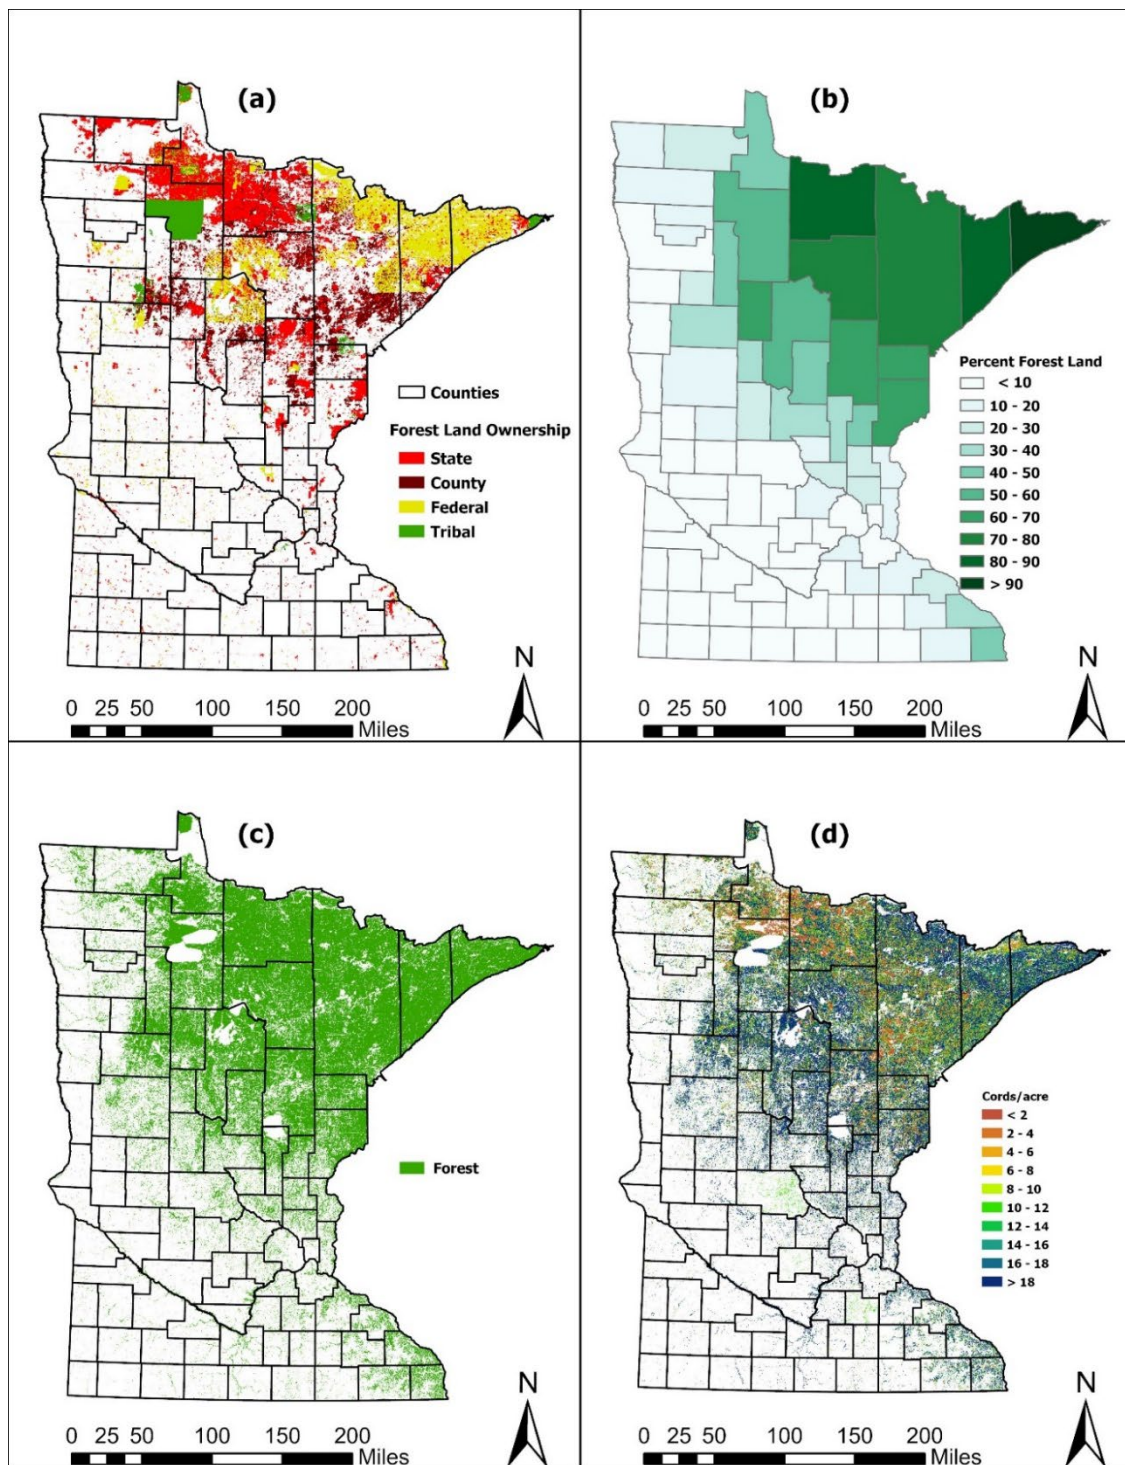 (a)
Counties
Forest Land Ownership
State
County
Federal
Tribal
N
0 25 50 100 150 200
Miles
(b)
Percent Forest Land
< 10
10 - 20
20 - 30
30 - 40
40 - 50
50 - 60
60 - 70
70 - 80
80 - 90
> 90
N
0 25 50 100 150 200
Miles
(c)
Forest
N
0 25 50 100 150 200
Miles
(d)
Cords/acre
< 2
2 - 4
4 - 6
6 - 8
8 - 10
10 - 12
12 - 14
14 - 16
16 - 18
> 18
N
0 25 50 100 150 200
Miles